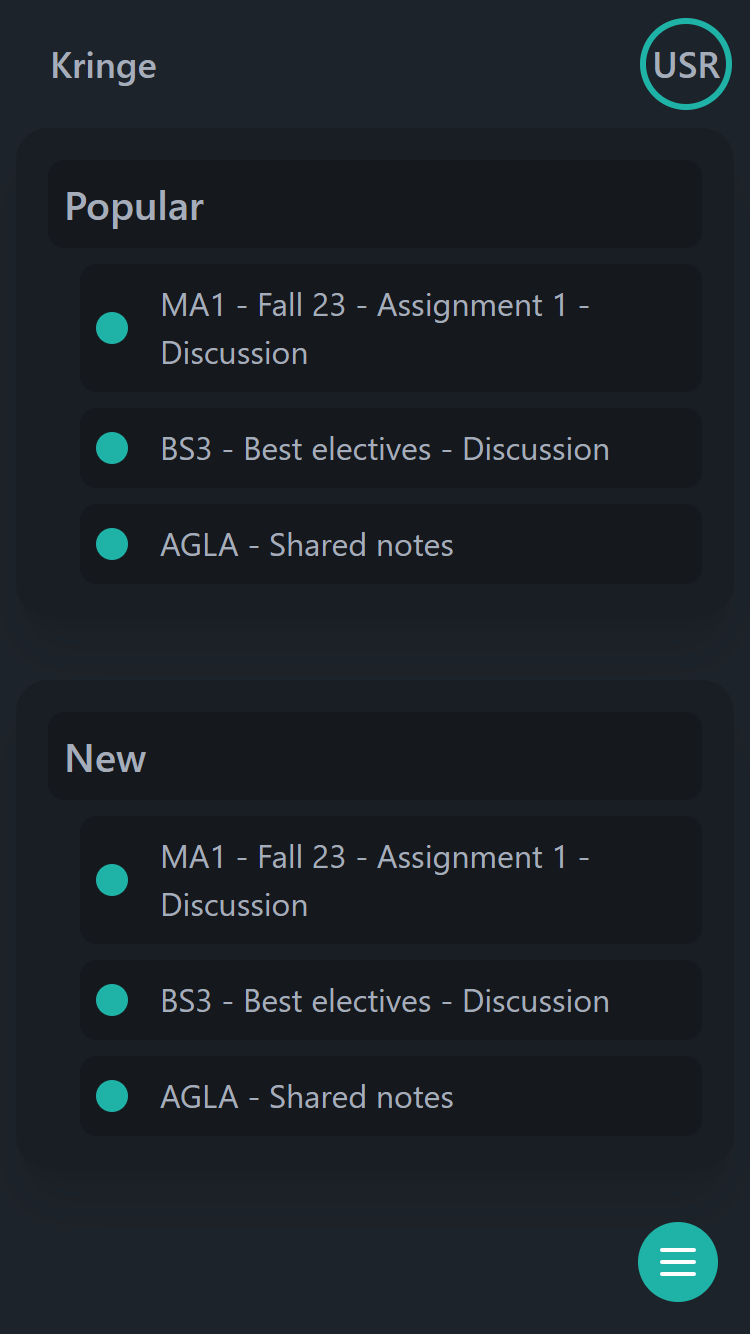 Kringe
USR
Popular
MA1 - Fall 23 - Assignment 1 -
Discussion
BS3 - Best electives - Discussion
AGLA - Shared notes
New
MA1 - Fall 23 - Assignment 1 -
Discussion
BS3 - Best electives - Discussion
AGLA - Shared notes